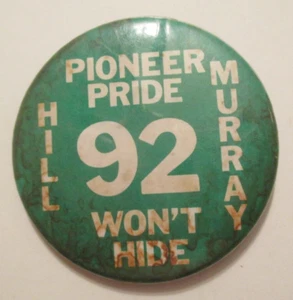 PIONEER
PRIDE
HILL
92
MURRAY
WON'T
HIDE